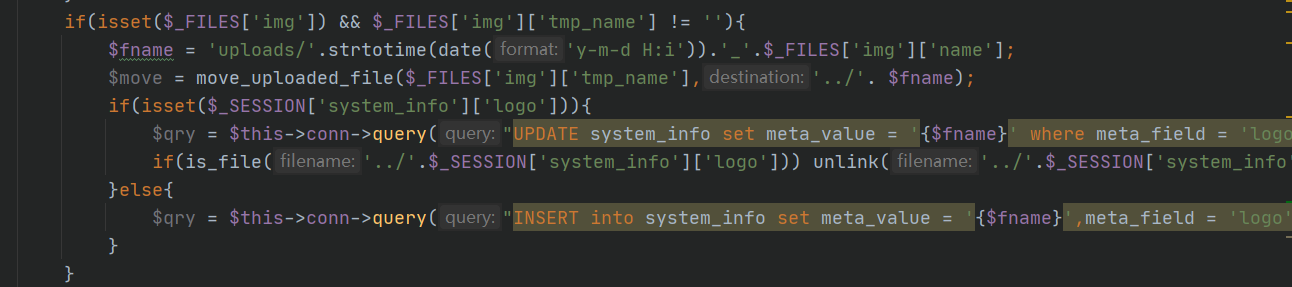 if(isset($_FILES['img']) && $_FILES['img']['tmp_name'] != ''){
$fname = 'uploads/'.strtotime(date( format: 'y-m-d H:i')).'_'.$_FILES['img']['name'];
$move = move_uploaded_file($_FILES['img']['tmp_name'], destination: '../'. $fname);
if(isset($_SESSION['system_info']['logo'])){
$qry = $this->conn->query( query: "UPDATE system_info set meta_value = '{$fname}' where meta_field = 'logo
if(is_file( filename: '../'.$_SESSION['system_info']['logo'])) unlink( filename: '../'.$_SESSION['system_info'
}else{
$qry = $this->conn->query( query: "INSERT into system_info set meta_value = '{$fname}',meta_field = 'logo'
}
}